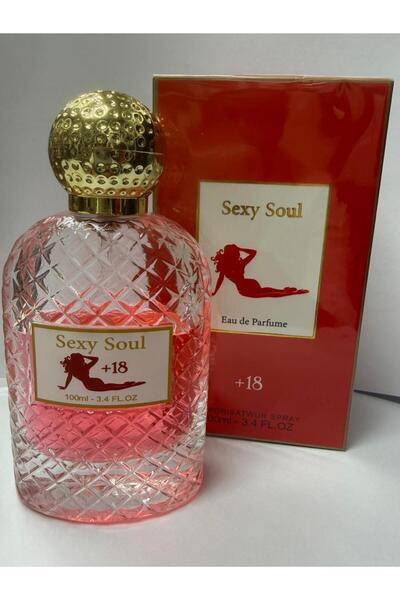 Sexy Soul
Eau de Parfume
+18
SPRAY
- 3.4 FL.OZ
Sexy Soul
+18
100ml - 3.4 FL.OZ